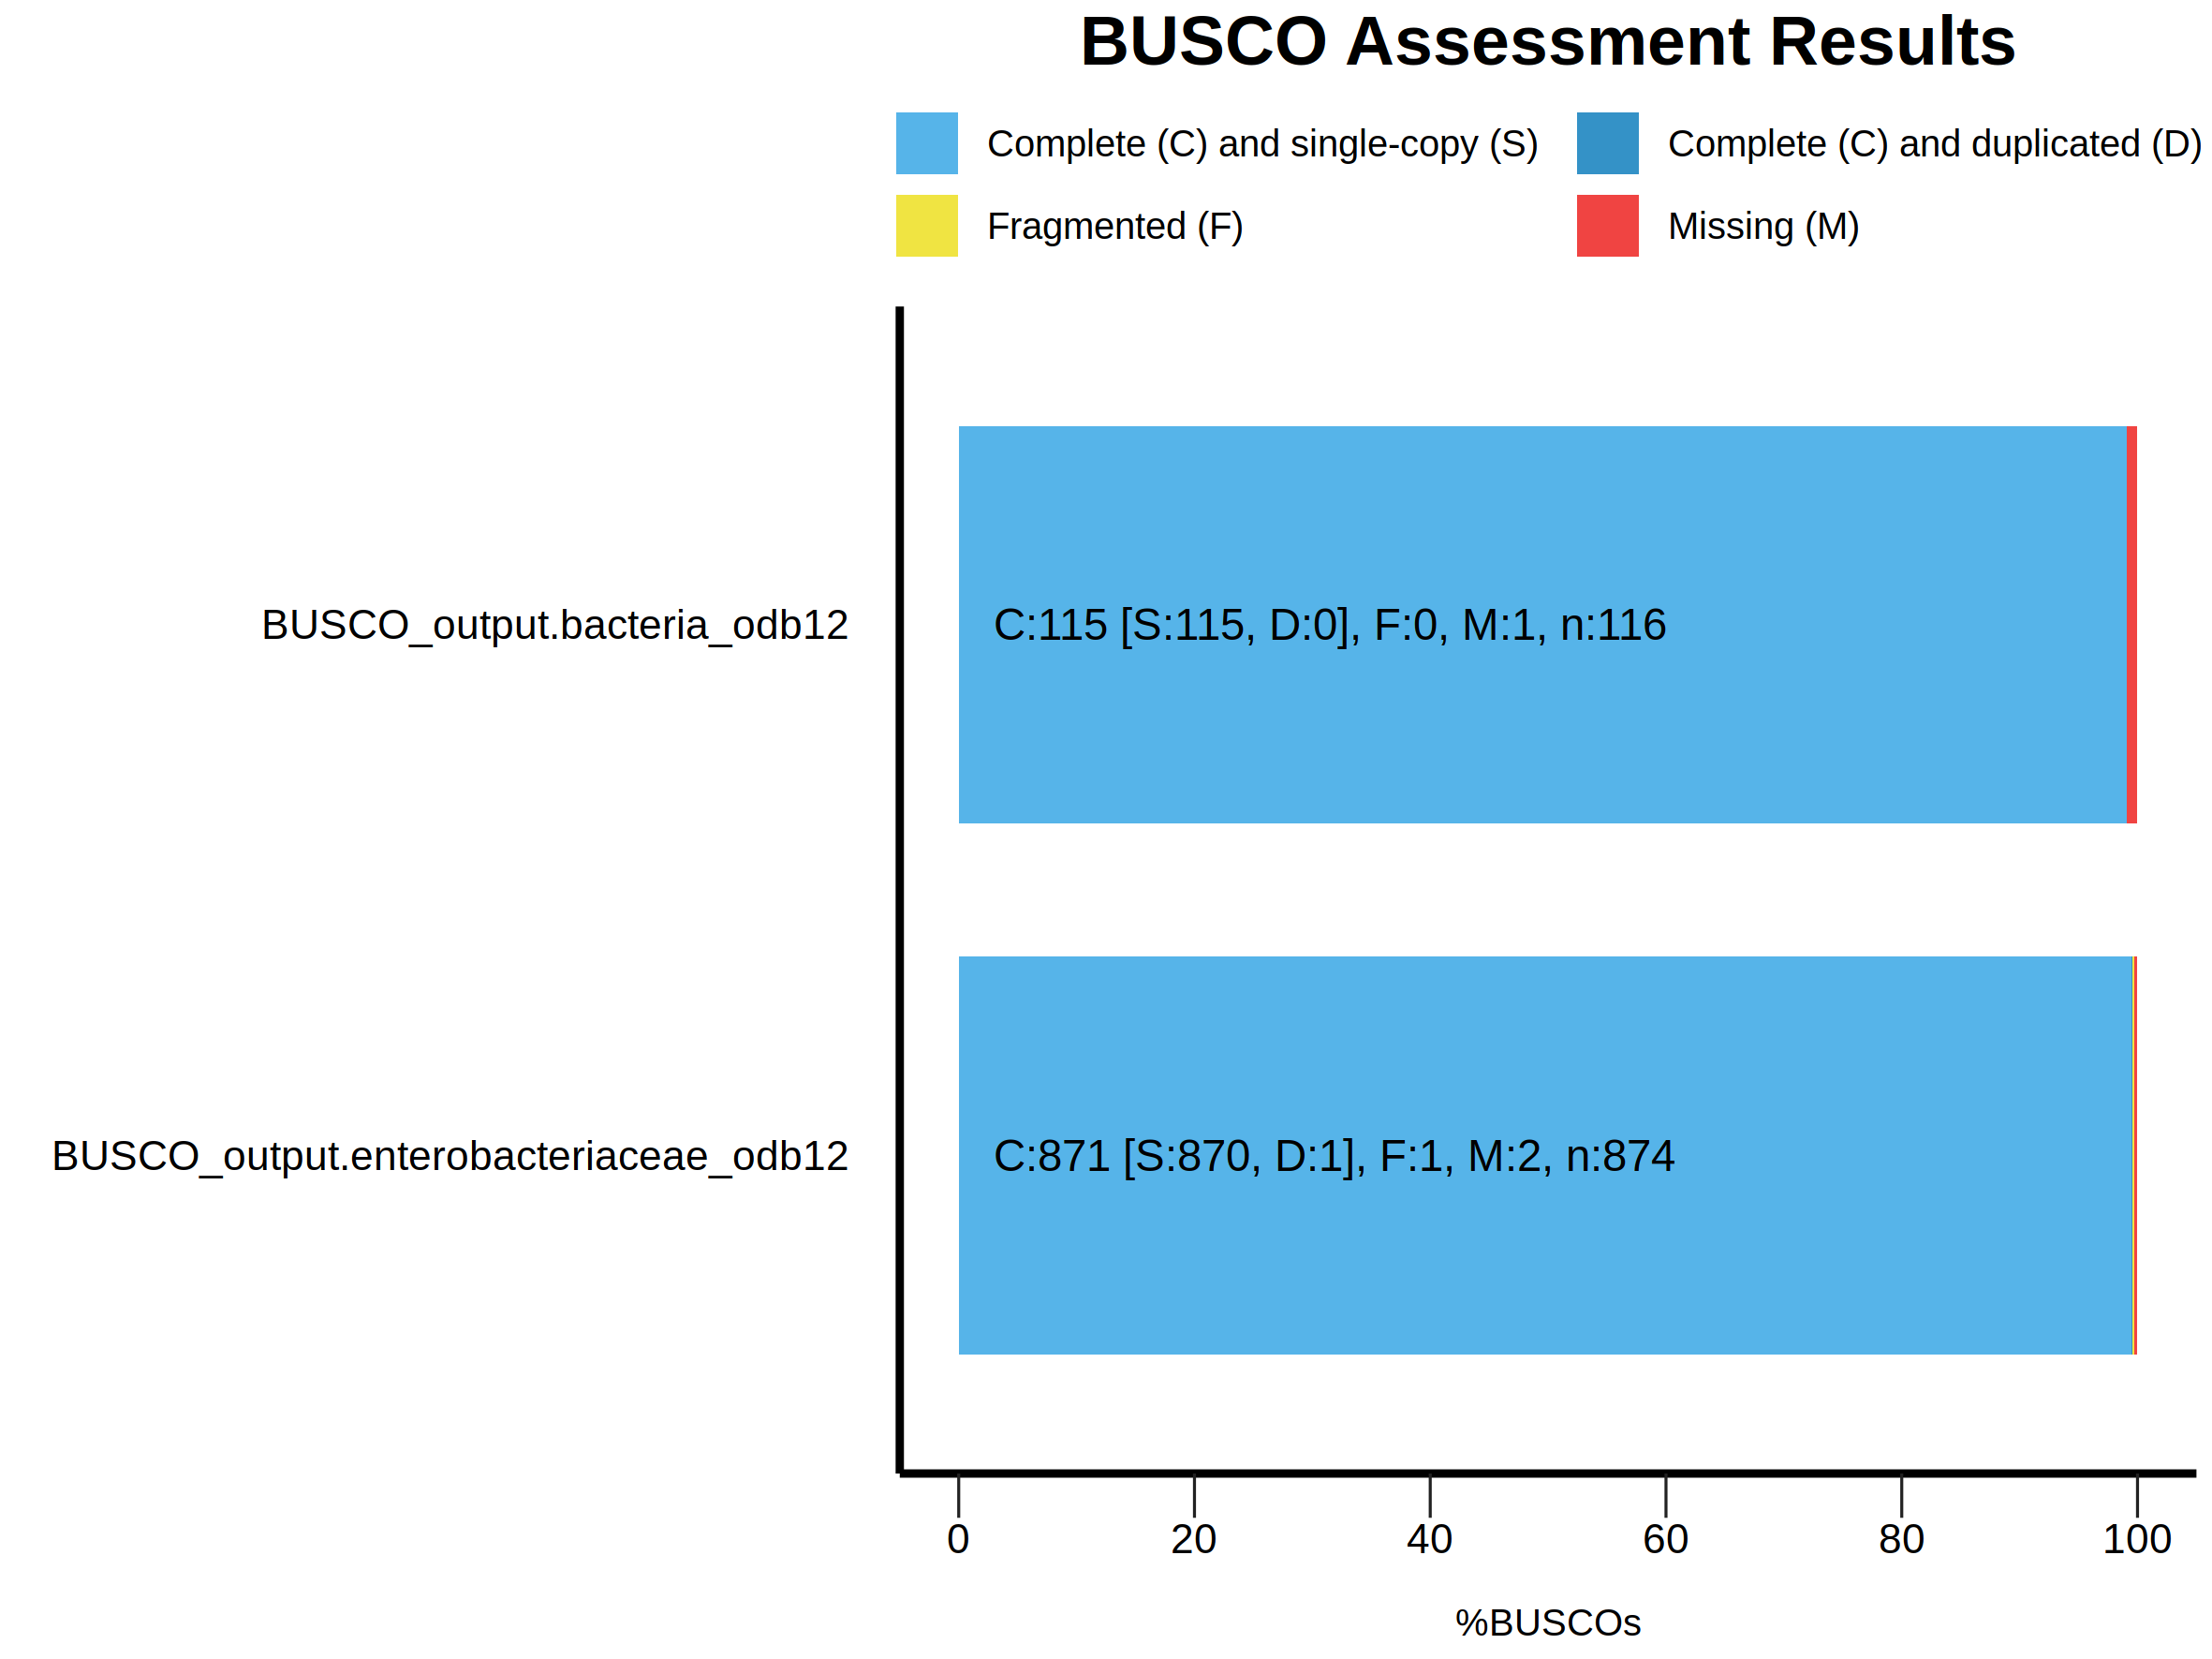 BUSCO Assessment Results
Complete (C) and single-copy (S)
Complete (C) and duplicated (D)
Fragmented (F)
Missing (M)
BUSCO_output.bacteria_odb12
C:115 [S:115, D:0], F:0, M:1, n:116
BUSCO_output.enterobacteriaceae_odb12
C:871 [S:870, D:1], F:1, M:2, n:874
0 20 40 60 80 100
%BUSCOs